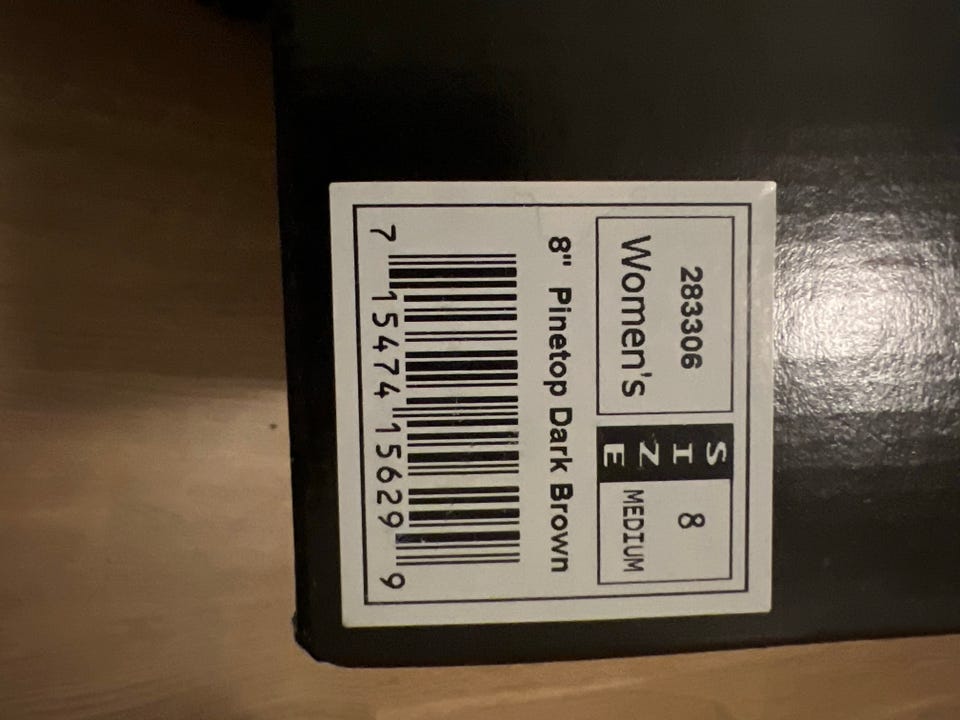 283306
Women's
SIZE
8
MEDIUM
8" Pinetop Dark Brown
7 15474 15629 9